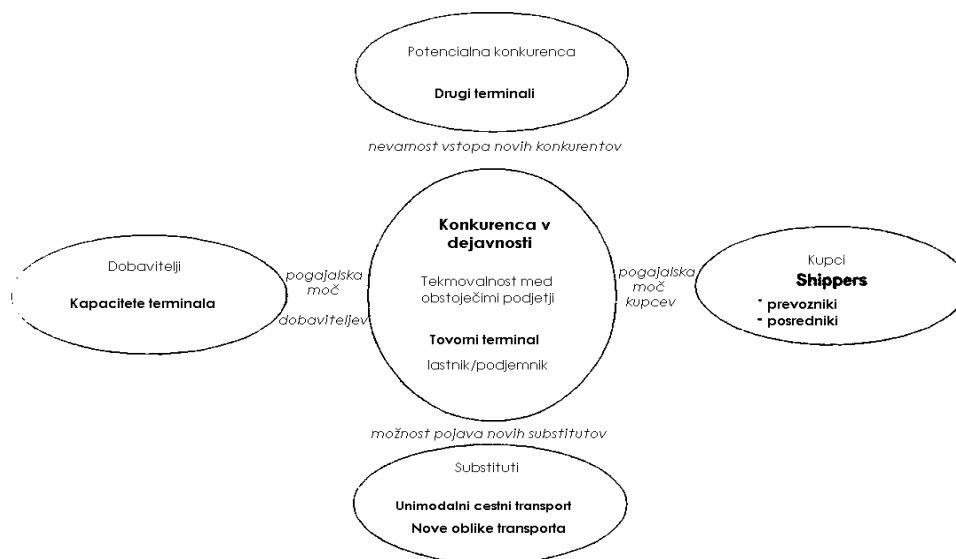 Potencialna konkurenca
Drugi terminali
nevarnost vstopa novih konkurentov
Konkurenca v
dejavnosti
Tekmovalnost med
obstoječimi podjetji
Tovorni terminal
lastnik/podjemnik
Dobavitelji
Kapacitete terminala
pogajalska
moč
dobaviteljev
pogajalska
moč
kupcev
Kupci
Shippers
* prevozniki
- posredniki
možnost pojava novih substitutov
Substituti
Unimodalni cestni transport
Nove oblike transporta